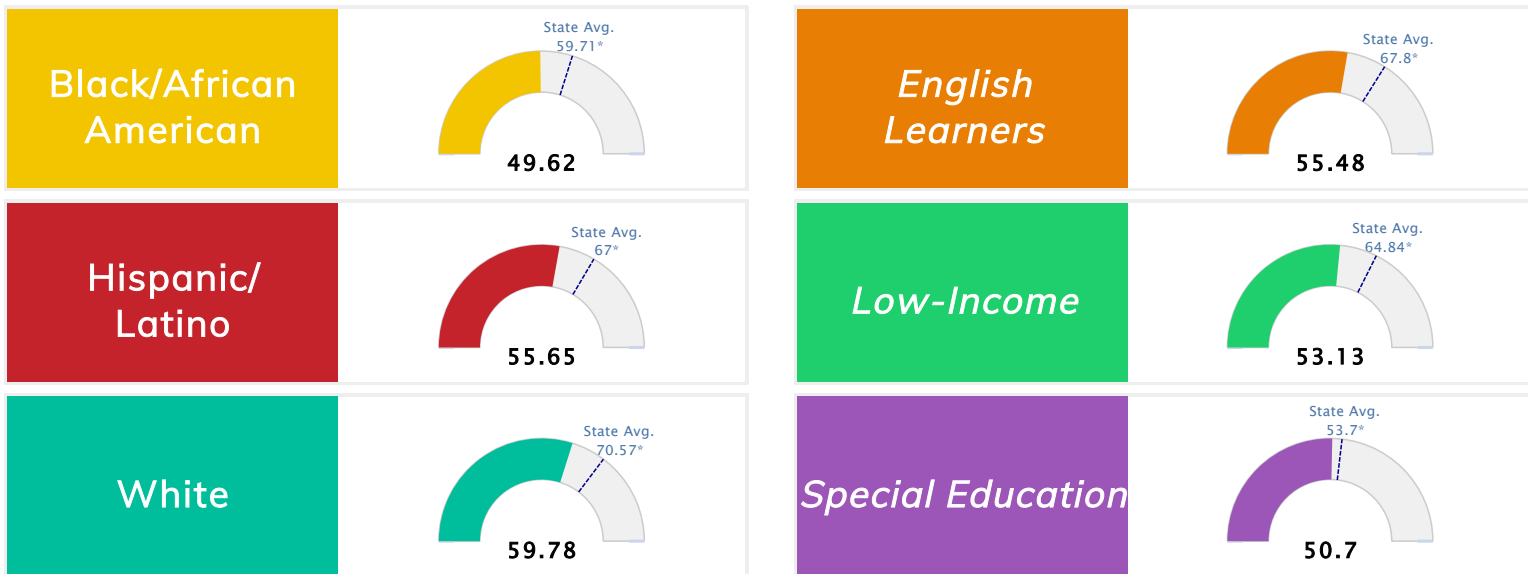 Black/African
American
State Avg.
59.71*
49.62
English
Learners
State Avg.
67.8*
55.48
Hispanic/
Latino
State Avg.
67*
55.65
Low-Income
State Avg.
64.84*
53.13
White
State Avg.
70.57*
59.78
Special Education
State Avg.
53.7*
50.7